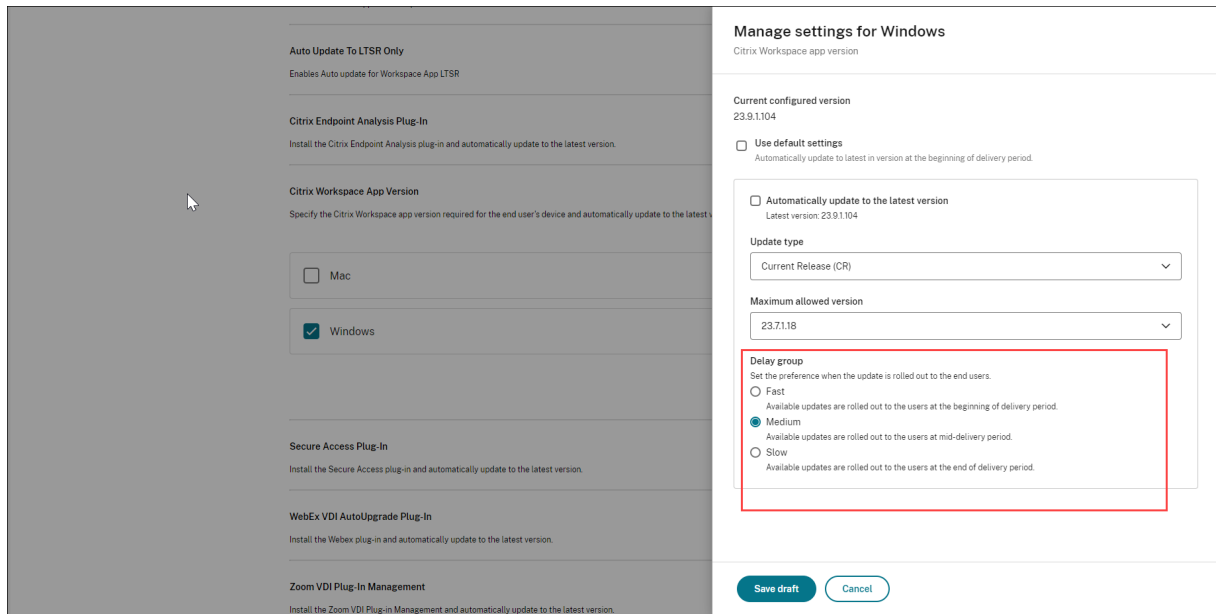 Auto Update To LTSR Only
Enables Auto update for Workspace App LTSR
Citrix Endpoint Analysis Plug-In
Install the Citrix Endpoint Analysis plug-in and automatically update to the latest version.
Citrix Workspace App Version
Specify the Citrix Workspace app version required for the end user's device and automatically update to the latest
Mac
Windows
Secure Access Plug-In
Install the Secure Access plug-in and automatically update to the latest version.
WebEx VDI AutoUpgrade Plug-In
Install the Webex plug-in and automatically update to the latest version.
Zoom VDI Plug-In Management
Install the Zoom VDI Plug-in Management and automatically update to the latest version.
Manage settings for Windows
Citrix Workspace app version
Current configured version
23.9.1.104
Use default settings
Automatically update to latest in version at the beginning of delivery period.
Automatically update to the latest version
Latest version: 23.9.1.104
Update type
Current Release (CR)
Maximum allowed version
23.7.1.18
Delay group
Set the preference when the update is rolled out to the end users.
Fast
Available updates are rolled out to the users at the beginning of delivery period.
Medium
Available updates are rolled out to the users at mid-delivery period.
Slow
Available updates are rolled out to the users at the end of delivery period.
Save draft
Cancel